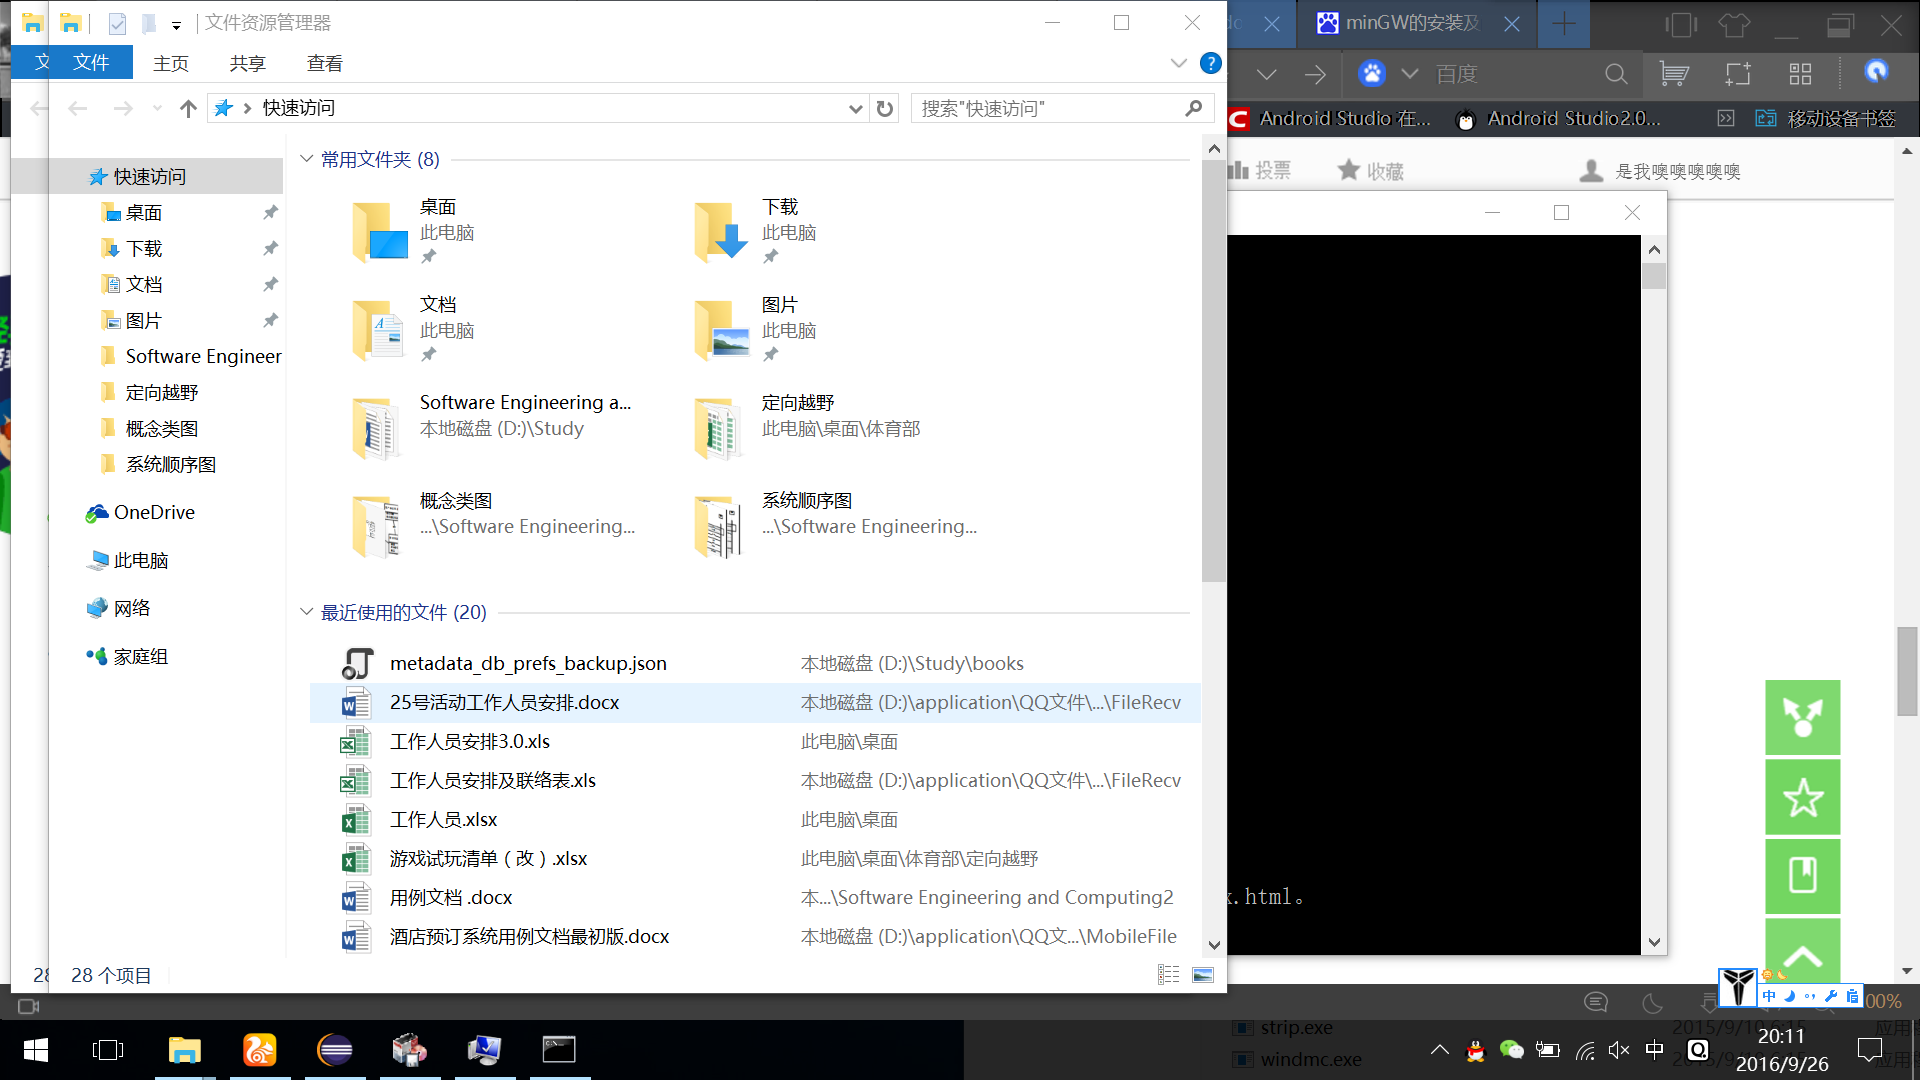 文件资源管理器
文
文件
主页
共享
查看
快速访问
搜索"快速访问"
快速访问
桌面
下载
文档
图片
Software Engineer
定向越野
概念类图
系统顺序图
OneDrive
此电脑
网络
家庭组
常用文件夹 (8)
桌面
此电脑
下载
此电脑
文档
此电脑
图片
此电脑
Software Engineering a...
本地磁盘 (D:)\Study
定向越野
此电脑\桌面\体育部
概念类图
...\Software Engineering...
系统顺序图
...\Software Engineering...
最近使用的文件 (20)
metadata_db_prefs_backup.json
本地磁盘 (D:)\Study\books
25号活动工作人员安排.docx
本地磁盘 (D:)\application\QQ文件\...\FileRecv
工作人员安排3.0.xls
此电脑\桌面
工作人员安排及联络表.xls
本地磁盘 (D:)\application\QQ文件\...\FileRecv
工作人员.xlsx
此电脑\桌面
游戏试玩清单（改）.xlsx
此电脑\桌面\体育部\定向越野
用例文档 .docx
本...\Software Engineering and Computing2
酒店预订系统用例文档最初版.docx
本地磁盘 (D:)\application\QQ文...\MobileFile
28
28 个项目
minGW的安装及
百度
Android Studio 在...
Android Studio2.0...
移动设备书签
投票
收藏
是我噢噢噢噢噢
x.html。
中
00%
strip.exe
2015/9/10 6:15
应用
windmc.exe
中
20:11
2016/9/26